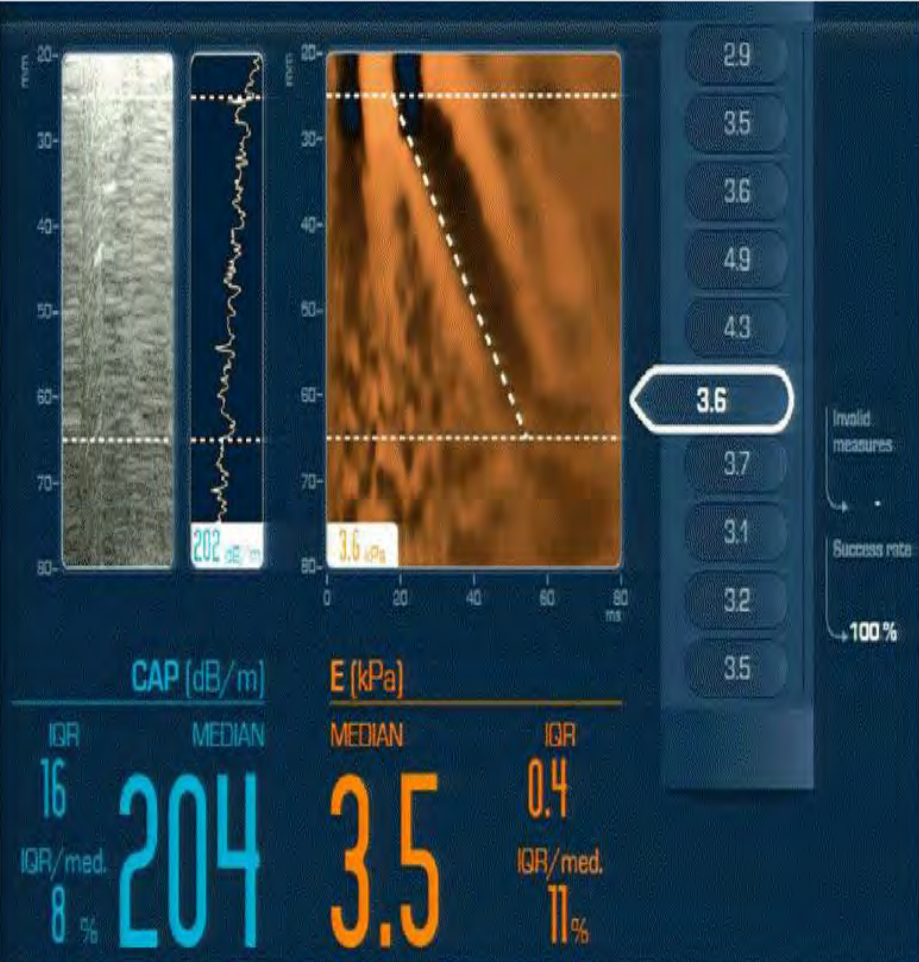 mm
20
30
40
50
60
70
80
202 dB/m
mm
20
30
40
50
60
70
80
3.6 kPa
0 20 40 60 80
ms
2.9
3.5
3.6
4.9
4.3
3.6
3.7
3.1
3.2
3.5
Invalid
measures
-
Success rate
100 %
CAP (dB/m)
IQR MEDIAN
16
204
IQR/med.
8 %
E (kPa)
MEDIAN IQR
3.5
0.4
IQR/med.
11%